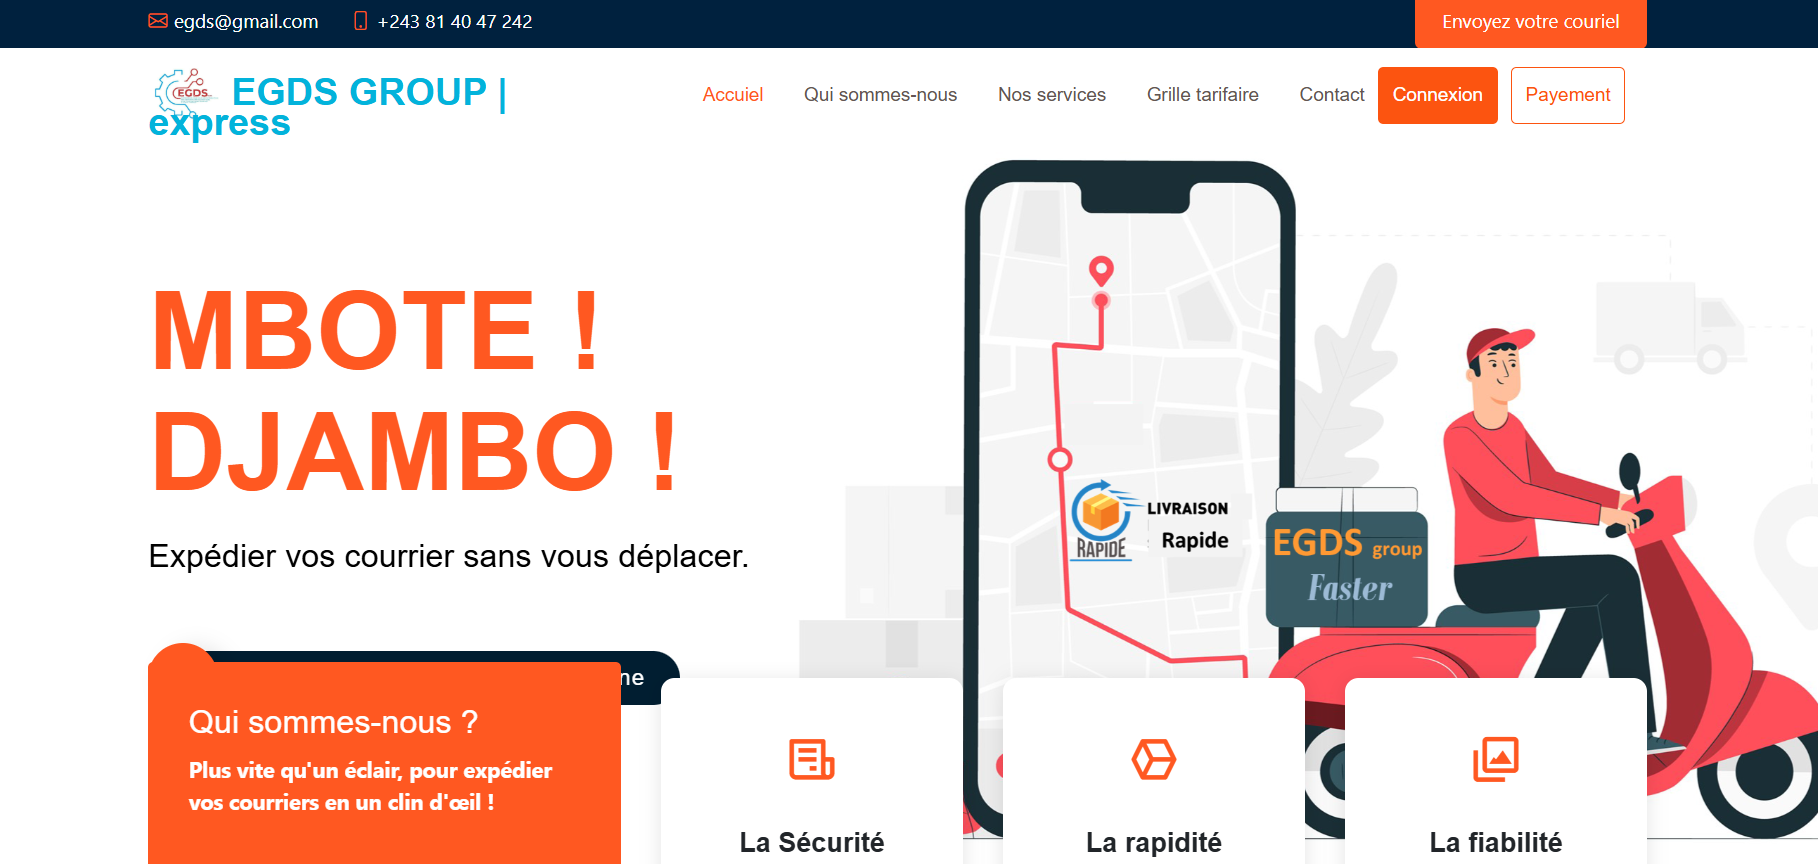 egds@gmail.com +243 81 40 47 242 Envoyez votre couriel
EGDS EGDS GROUP |
express
Accuiel Qui sommes-nous Nos services Grille tarifaire Contact Connexion Payement
MBOTE !
DJAMBO !
Expédier vos courrier sans vous déplacer.
LIVRAISON
RAPIDE Rapide
EGDS group
Faster
ne
Qui sommes-nous ?
Plus vite qu'un éclair, pour expédier
vos courriers en un clin d'œil !
La Sécurité
La rapidité
La fiabilité